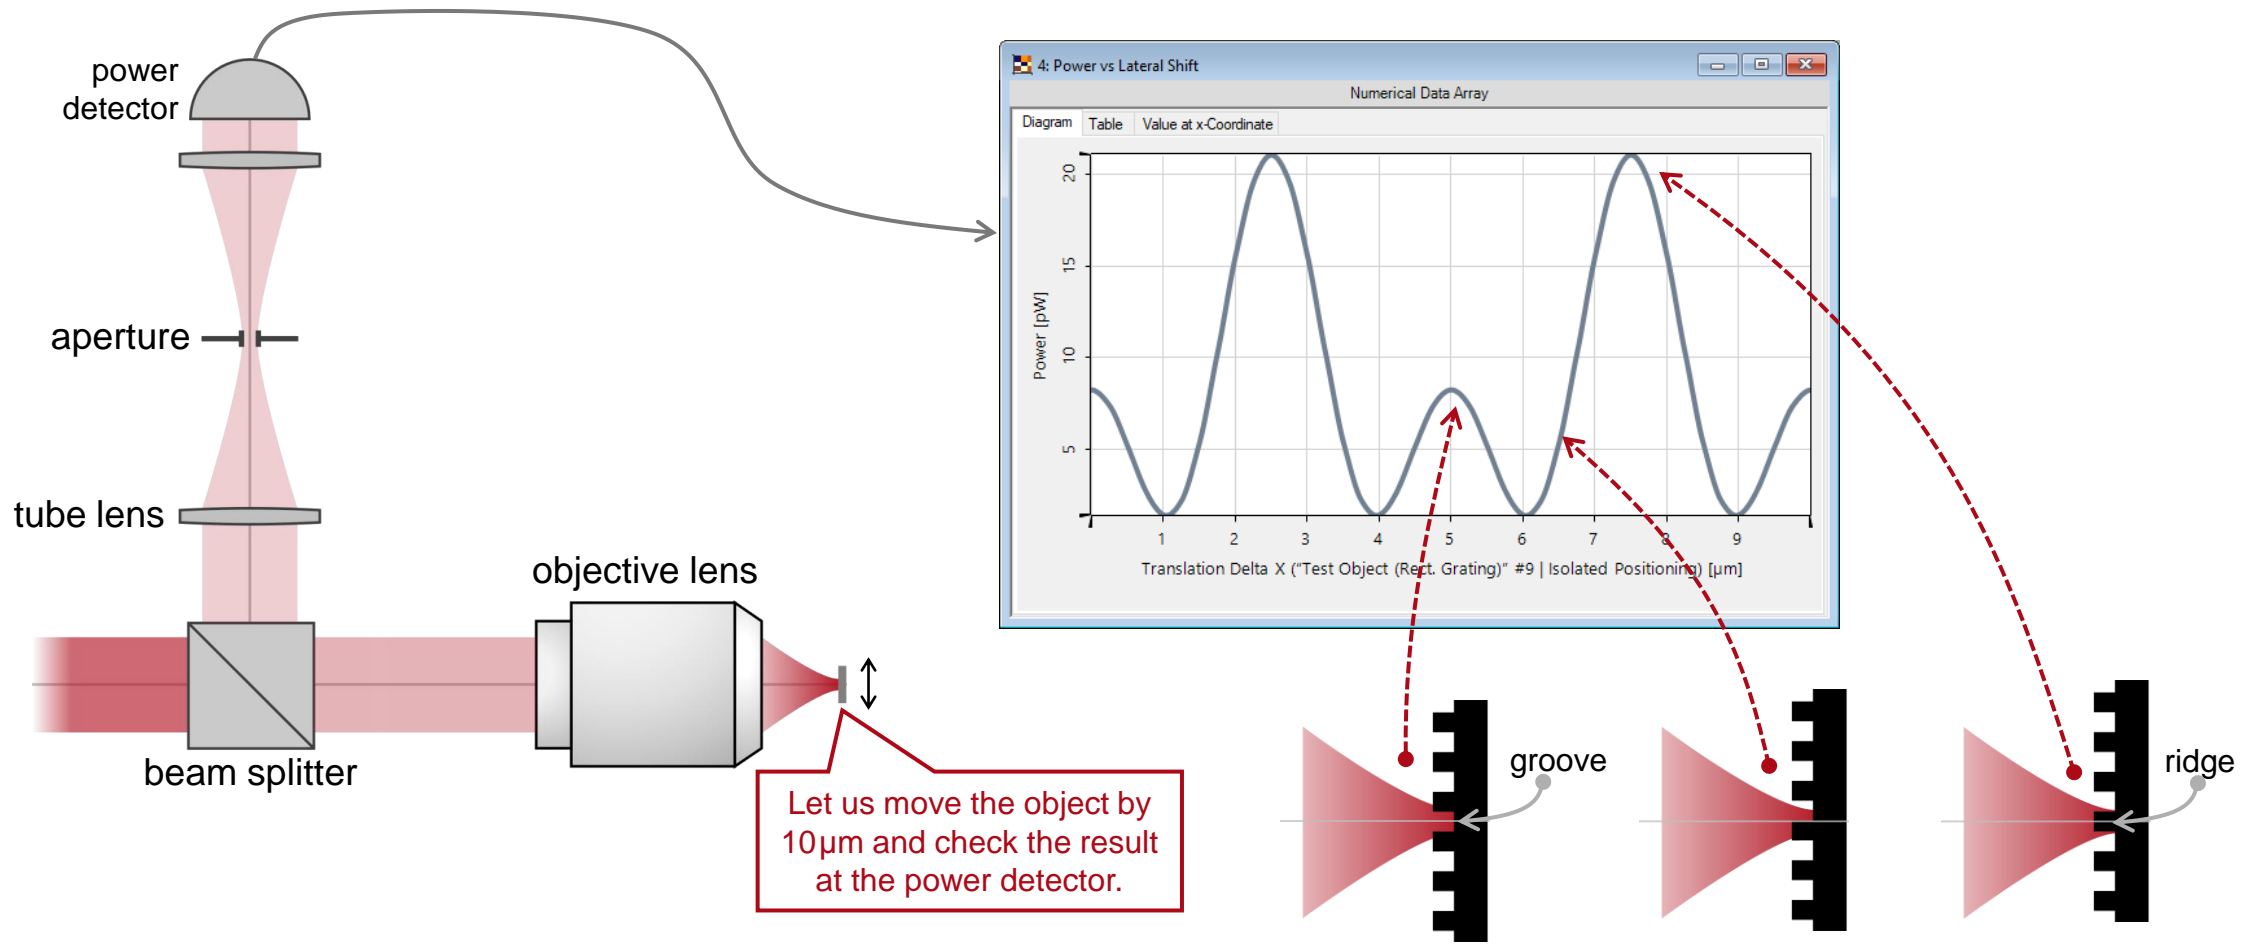 power
detector
aperture
tube lens
objective lens
beam splitter
Let us move the object by
10µm and check the result
at the power detector.
4: Power vs Lateral Shift
Numerical Data Array
Diagram Table Value at x-Coordinate
Power [pW]
20
15
10
5
1 2 3 4 5 6 7 8 9
Translation Delta X ("Test Object (Rect. Grating)" #9 | Isolated Positioning) [µm]
groove
ridge